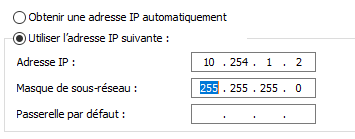 Obtenir une adresse IP automatiquement
Utiliser l'adresse IP suivante :
Adresse IP : 10 . 254 . 1 . 2
Masque de sous-réseau : 255 . 255 . 255 . 0
Passerelle par défaut : . . .